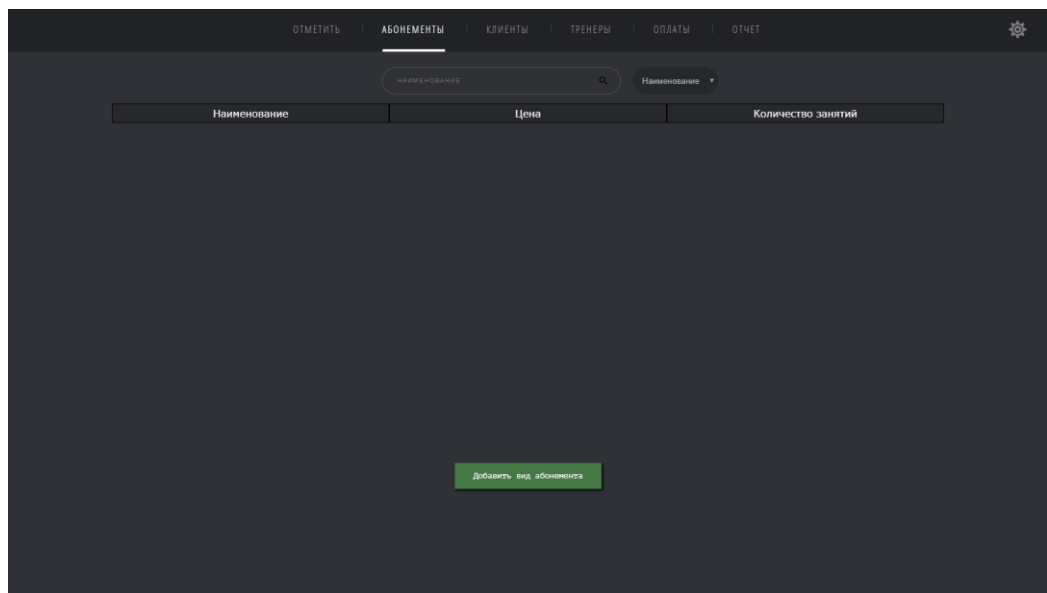 ОТМЕТИТЬ | АБОНЕМЕНТЫ | КЛИЕНТЫ | ТРЕНЕРЫ | ОПЛАТЫ | ОТЧЕТ
НАИМЕНОВАНИЕ Наименование
Наименование Цена Количество занятий
Добавить вид абонемента